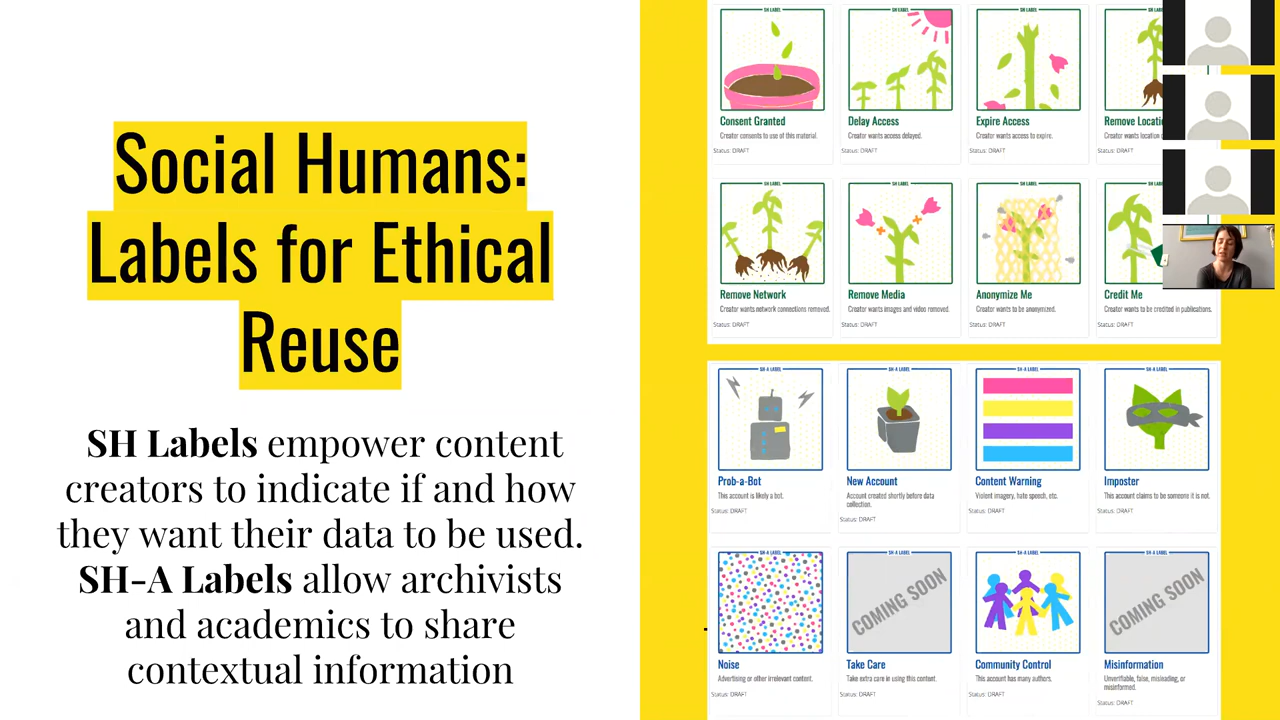 Social Humans:
Labels for Ethical
Reuse
SH Labels empower content
creators to indicate if and how
they want their data to be used.
SH-A Labels allow archivists
and academics to share
contextual information
SH LABEL
Consent Granted
Creator consents to use of this material.
Status: DRAFT
SH LABEL
Delay Access
Creator wants access delayed.
Status: DRAFT
SH LABEL
Expire Access
Creator wants access to expire.
Status: DRAFT
SH LABEL
Remove
Creator wants location
Status: DRAFT
SH LABEL
Remove Network
Creator wants network connections removed.
Status: DRAFT
SH LABEL
Remove Media
Creator wants images and video removed.
Status: DRAFT
SH LABEL
Anonymize Me
Creator wants to be anonymized.
Status: DRAFT
SH LABEL
Credit Me
Creator wants to be credited in publications.
Status: DRAFT
SH-A LABEL
Prob-a-Bot
This account is likely a bot.
Status: DRAFT
SH-A LABEL
New Account
Account created shortly before data
collection.
Status: DRAFT
SH-A LABEL
Content Warning
Violent imagery, hate speech, etc.
Status: DRAFT
SH-A LABEL
Imposter
This account claims to be someone it is not.
Status: DRAFT
SH-A LABEL
Noise
Advertising or other irrelevant content.
Status: DRAFT
SH-A LABEL
COMING SOON
Take Care
Take extra care in using this content.
Status: DRAFT
SH-A LABEL
Community Control
This account has many authors.
Status: DRAFT
SH-A LABEL
COMING SOON
Misinformation
Unverifiable, false, misleading, or
misinformed.
Status: DRAFT